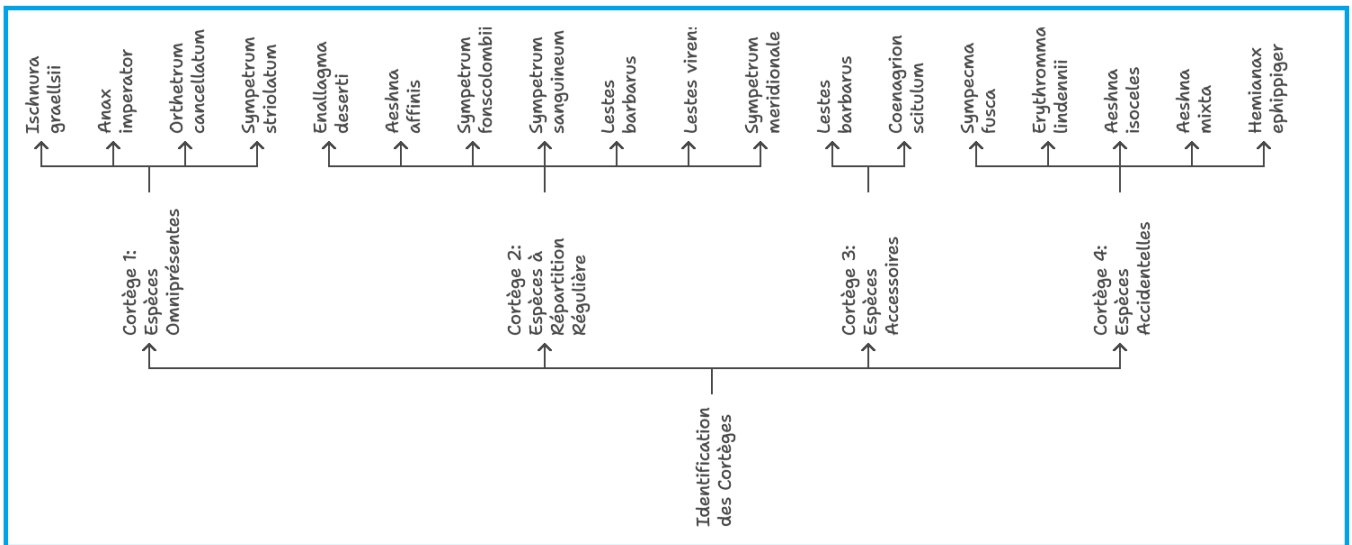 Identification
des Cortèges
Cortège 1:
Espèces
Omniprésentes
Ischnura
graellsii
Anax
imperator
Orthetrum
cancellatum
Sympetrum
striolatum
Cortège 2:
Espèces à
Répartition
Régulière
Enallagma
deserti
Aeshna
affinis
Sympetrum
fonscolombii
Sympetrum
sanguineum
Lestes
barbarus
Lestes viren:
Sympetrum
meridionale
Cortège 3:
Espèces
Accessoires
Lestes
barbarus
Coenagrion
scitulum
Cortège 4:
Espèces
Accidentelles
Sympecma
fusca
Erythromma
lindennii
Aeshna
isoceles
Aeshna
mixta
Hemianax
ephippiger